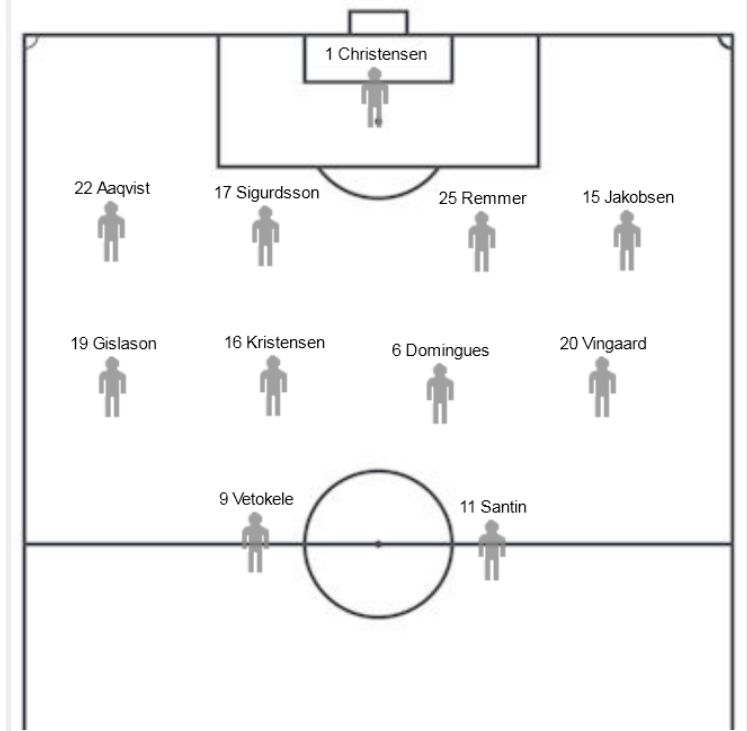 1 Christensen
22 Aaqvist
17 Sigurdsson
25 Remmer
15 Jakobsen
19 Gislason
16 Kristensen
6 Domingues
20 Vingaard
9 Vetokele
11 Santin